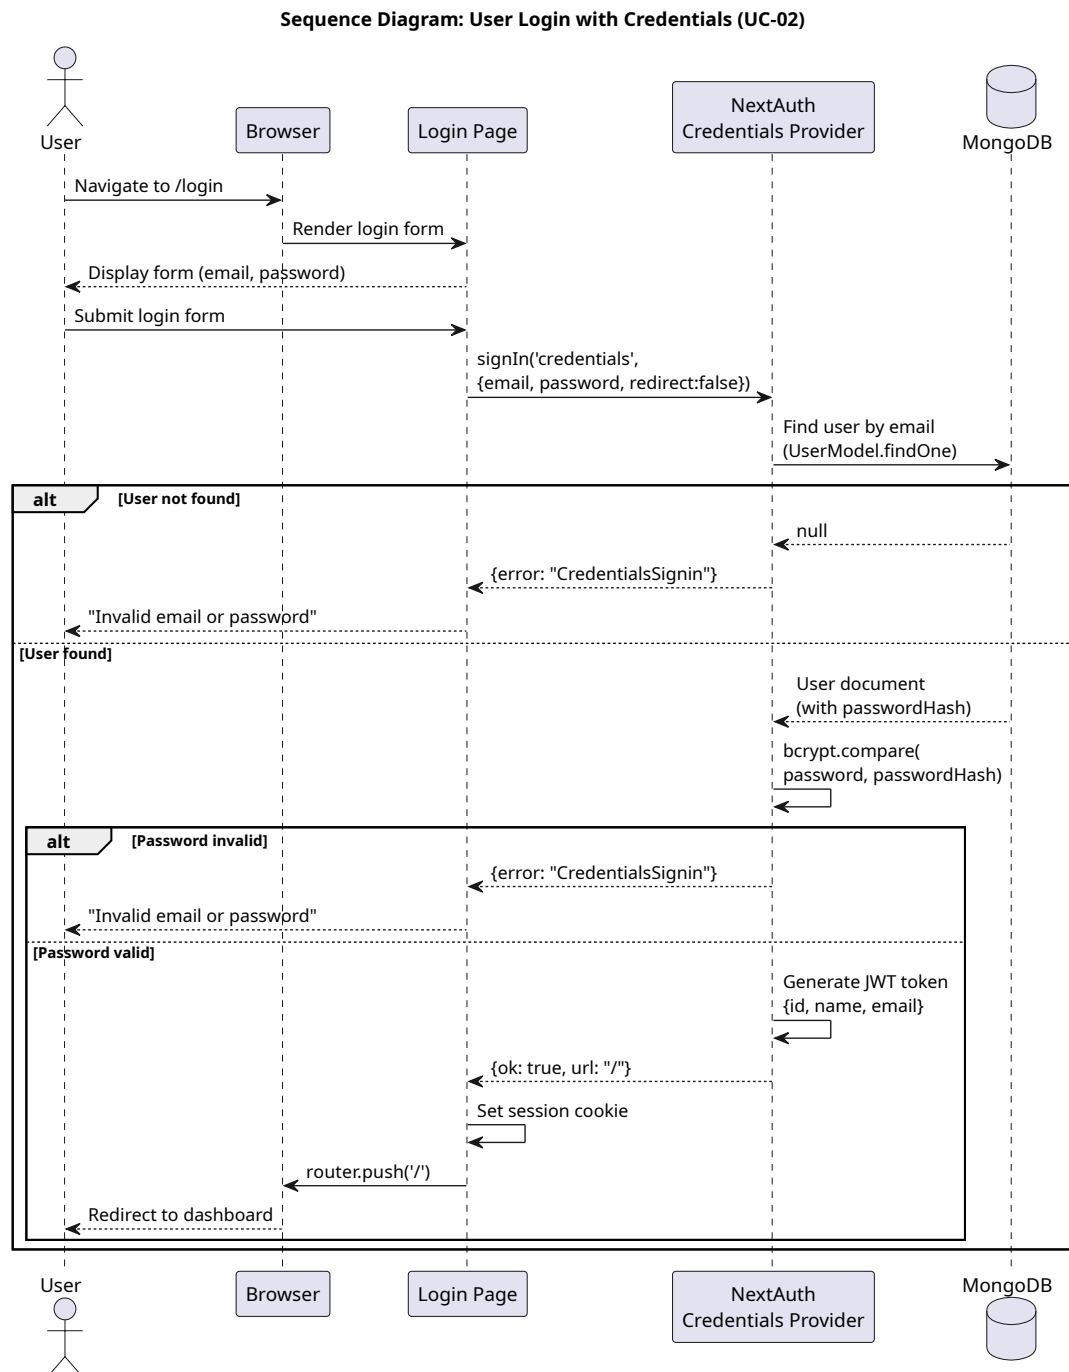 Sequence Diagram: User Login with Credentials (UC-02)
User
Browser
Login Page
NextAuth
Credentials Provider
MongoDB
Navigate to /login
Render login form
Display form (email, password)
Submit login form
signIn('credentials',
{email, password, redirect:false})
Find user by email
(UserModel.findOne)
alt
[User not found]
null
{error: "CredentialsSignin"}
"Invalid email or password"
[User found]
User document
(with passwordHash)
bcrypt.compare(
password, passwordHash)
alt
[Password invalid]
{error: "CredentialsSignin"}
"Invalid email or password"
[Password valid]
Generate JWT token
{id, name, email}
{ok: true, url: "/"}
Set session cookie
router.push('/')
Redirect to dashboard
User
Browser
Login Page
NextAuth
Credentials Provider
MongoDB